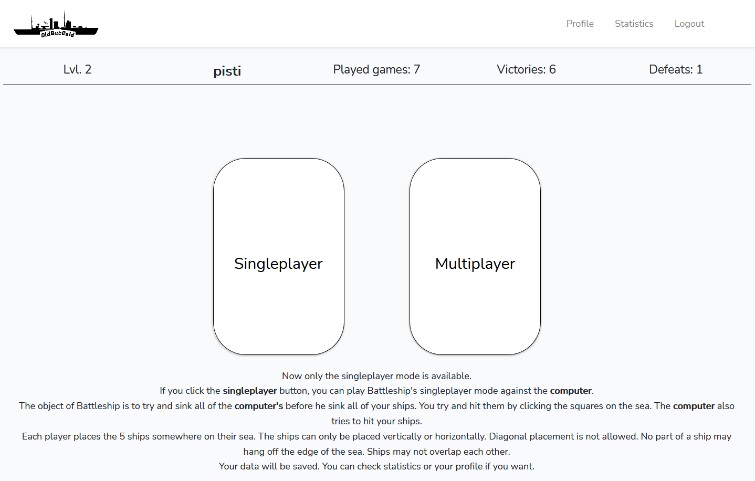 OldButGold
Profile Statistics Logout
Lvl. 2 pisti Played games: 7 Victories: 6 Defeats: 1
Singleplayer Multiplayer
Now only the singleplayer mode is available.
If you click the singleplayer button, you can play Battleship's singleplayer mode against the computer.
The object of Battleship is to try and sink all of the computer's before he sink all of your ships. You try and hit them by clicking the squares on the sea. The computer also
tries to hit your ships.
Each player places the 5 ships somewhere on their sea. The ships can only be placed vertically or horizontally. Diagonal placement is not allowed. No part of a ship may
hang off the edge of the sea. Ships may not overlap each other.
Your data will be saved. You can check statistics or your profile if you want.